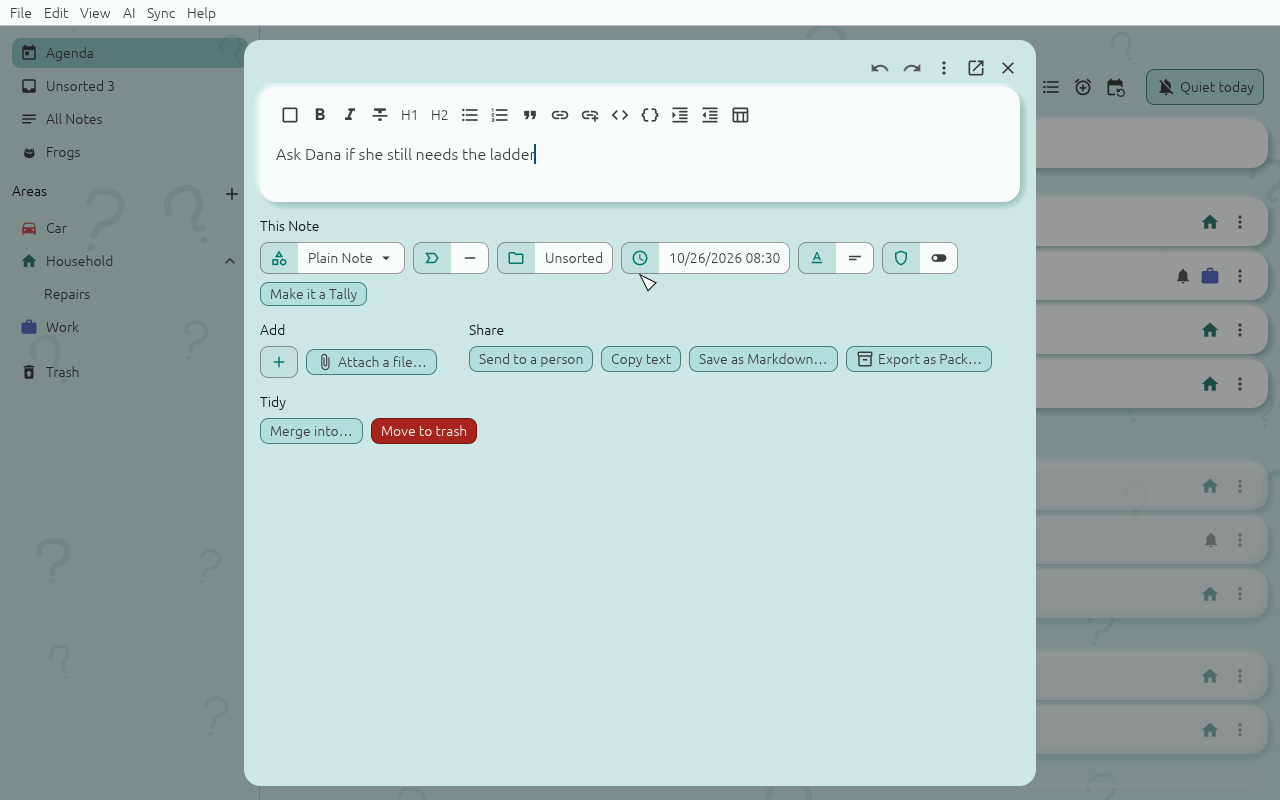 File Edit View AI Sync Help
Agenda
Unsorted 3
All Notes
Frogs
Areas
Car
Household
Repairs
Work
Trash
Quiet today
H1 H2
Ask Dana if she still needs the ladder
This Note
Plain Note
Unsorted
10/26/2026 08:30
Make it a Tally
Add
Attach a file…
Share
Send to a person
Copy text
Save as Markdown…
Export as Pack…
Tidy
Merge into…
Move to trash